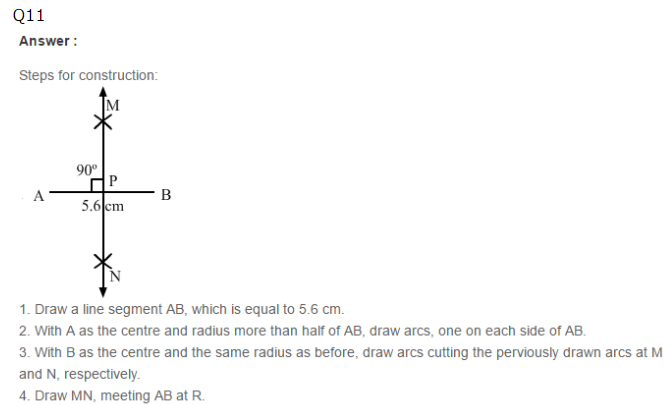 Q11
Answer :
Steps for construction:
M
90°
P
A
B
5.6 cm
N
1. Draw a line segment AB, which is equal to 5.6 cm.
2. With A as the centre and radius more than half of AB, draw arcs, one on each side of AB.
3. With B as the centre and the same radius as before, draw arcs cutting the perviously drawn arcs at M
and N, respectively.
4. Draw MN, meeting AB at R.